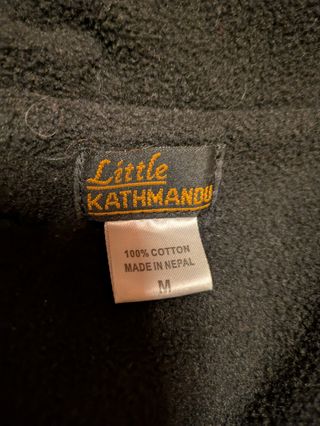 Little
KATHMANDU
100% COTTON
MADE IN NEPAL
M